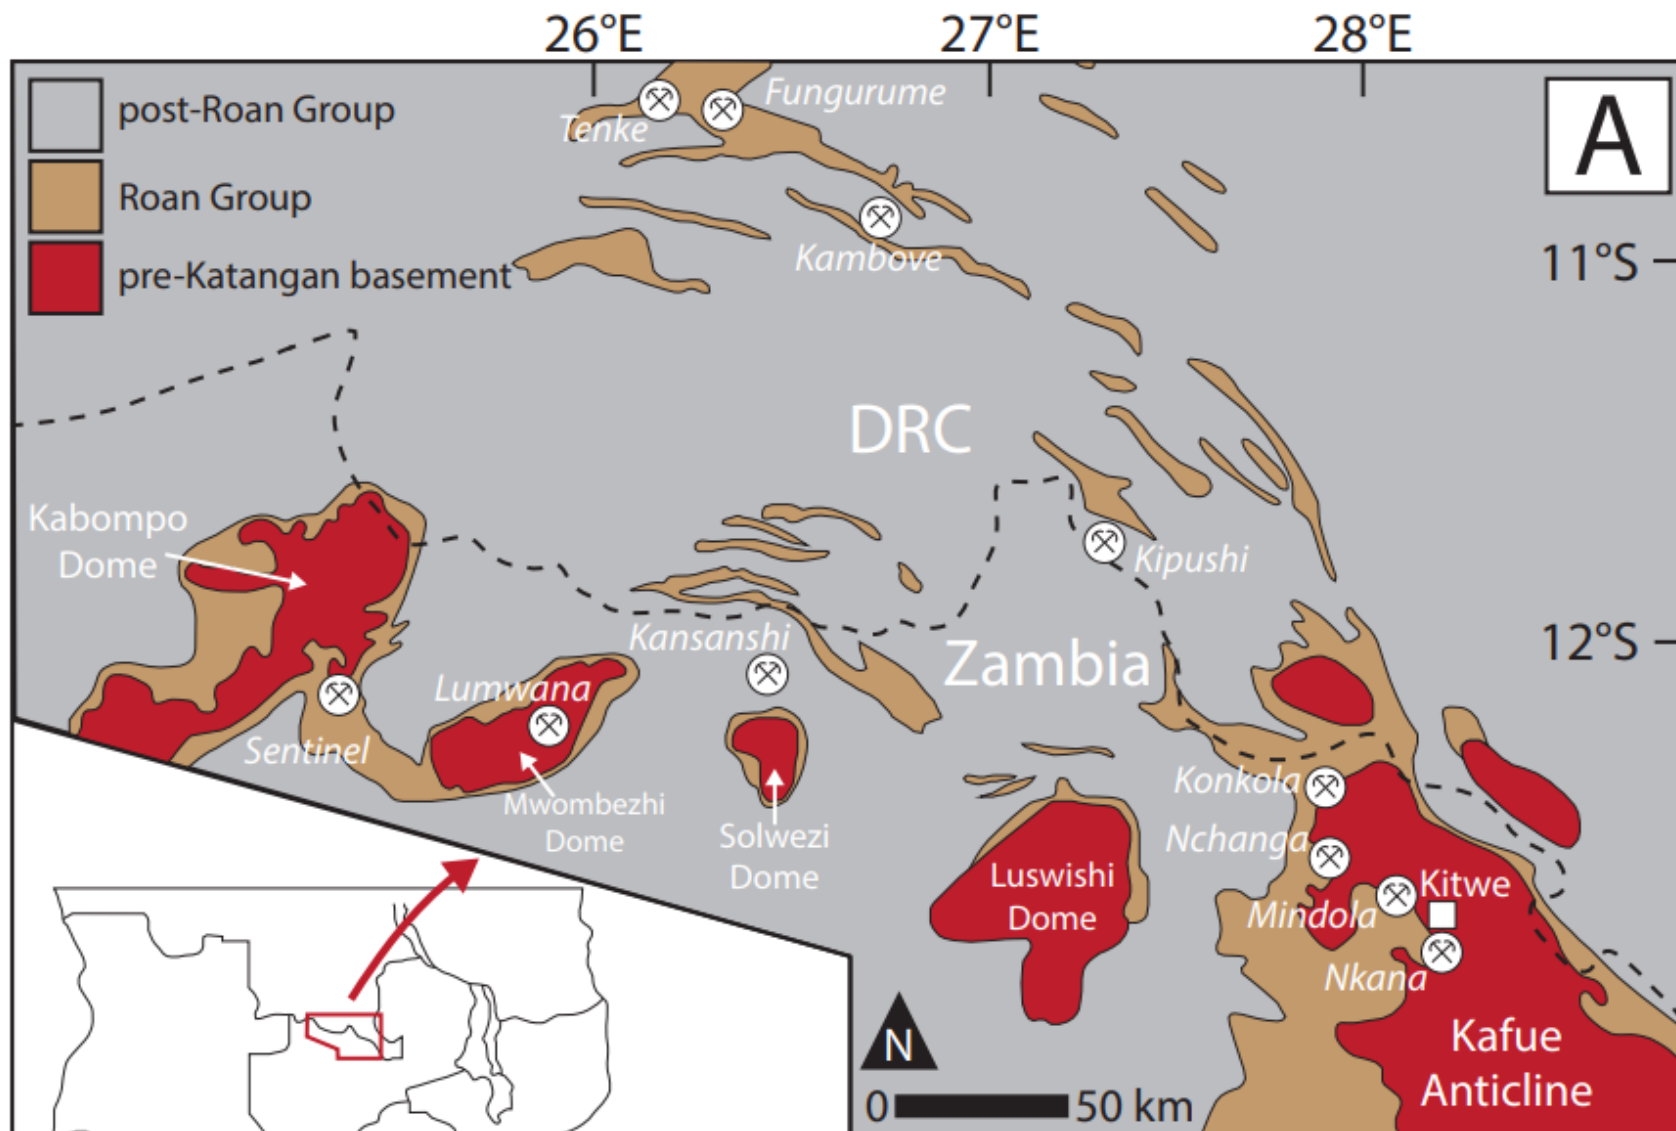 26°E
27°E
28°E
post-Roan Group
Roan Group
pre-Katangan basement
A
Fungurume
Tenke
Kambove
11°S
DRC
Kabompo
Dome
Kipushi
Kansanshi
Zambia
12°S
Lumwana
Sentinel
Mwombezhi
Dome
Solwezi
Dome
Konkola
Nchanga
Luswishi
Dome
Kitwe
Mindola
Nkana
N
Kafue
Anticline
0
50 km